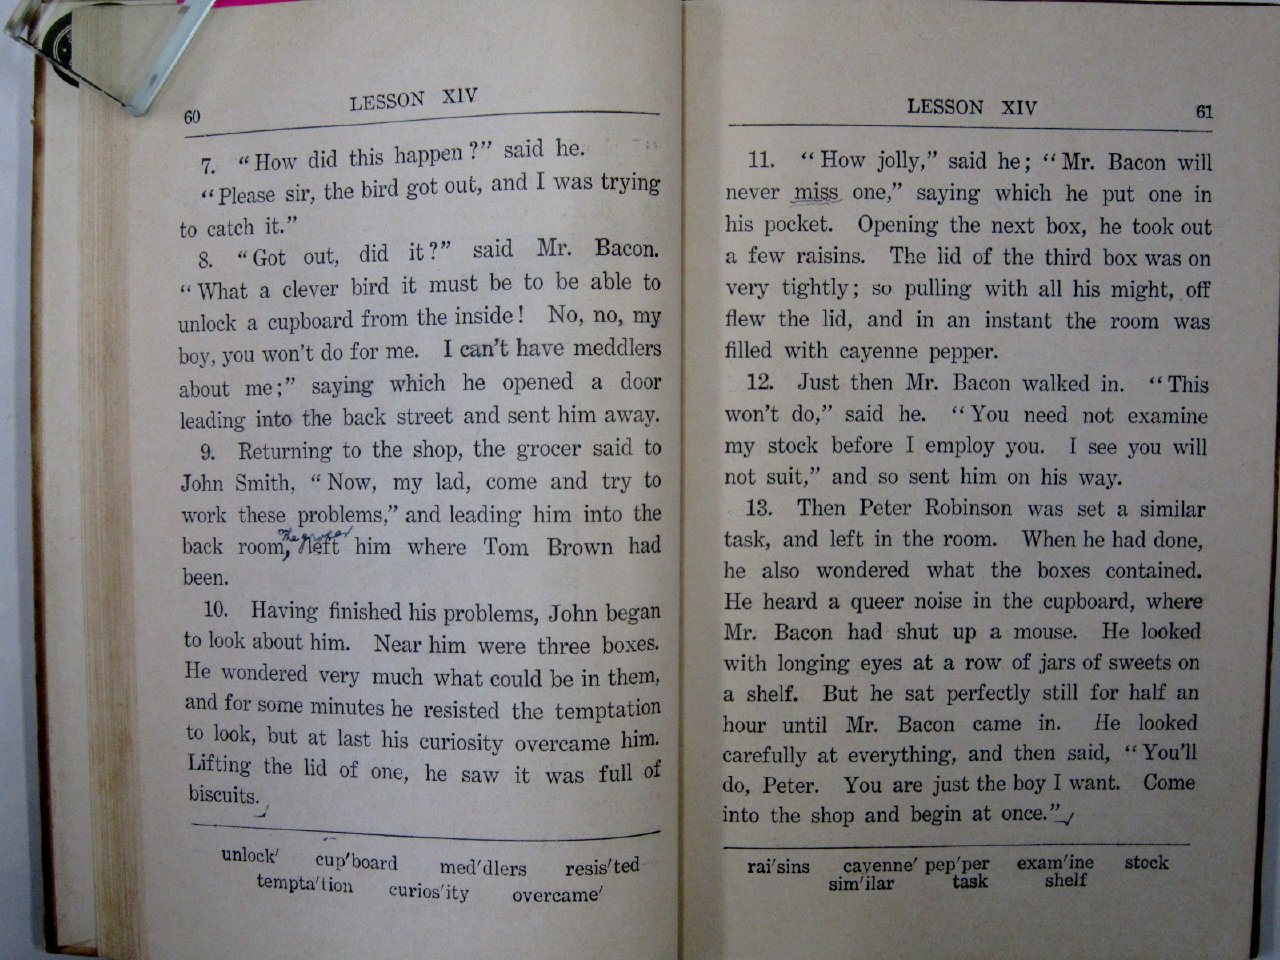 60
LESSON XIV
7. “How did this happen?” said he.
“Please sir, the bird got out, and I was trying
to catch it.”
8. “Got out, did it?” said Mr. Bacon.
“What a clever bird it must be to be able to
unlock a cupboard from the inside! No, no, my
boy, you won't do for me. I can't have meddlers
about me;” saying which he opened a door
leading into the back street and sent him away.
9. Returning to the shop, the grocer said to
John Smith, “Now, my lad, come and try to
work these problems,” and leading him into the
the grocer
back room, left him where Tom Brown had
been.
10. Having finished his problems, John began
to look about him. Near him were three boxes.
He wondered very much what could be in them,
and for some minutes he resisted the temptation
to look, but at last his curiosity overcame him.
Lifting the lid of one, he saw it was full of
biscuits.
unlock′ cup′board med′dlers resis′ted
tempta′tion curios′ity overcame′
LESSON XIV
61
11. “How jolly,” said he; “Mr. Bacon will
never miss one,” saying which he put one in
his pocket. Opening the next box, he took out
a few raisins. The lid of the third box was on
very tightly; so pulling with all his might, off
flew the lid, and in an instant the room was
filled with cayenne pepper.
12. Just then Mr. Bacon walked in. “This
won't do,” said he. “You need not examine
my stock before I employ you. I see you will
not suit,” and so sent him on his way.
13. Then Peter Robinson was set a similar
task, and left in the room. When he had done,
he also wondered what the boxes contained.
He heard a queer noise in the cupboard, where
Mr. Bacon had shut up a mouse. He looked
with longing eyes at a row of jars of sweets on
a shelf. But he sat perfectly still for half an
hour until Mr. Bacon came in. He looked
carefully at everything, and then said, “You'll
do, Peter. You are just the boy I want. Come
into the shop and begin at once.”
rai′sins cayenne′ pep′per exam′ine stock
sim′ilar task shelf